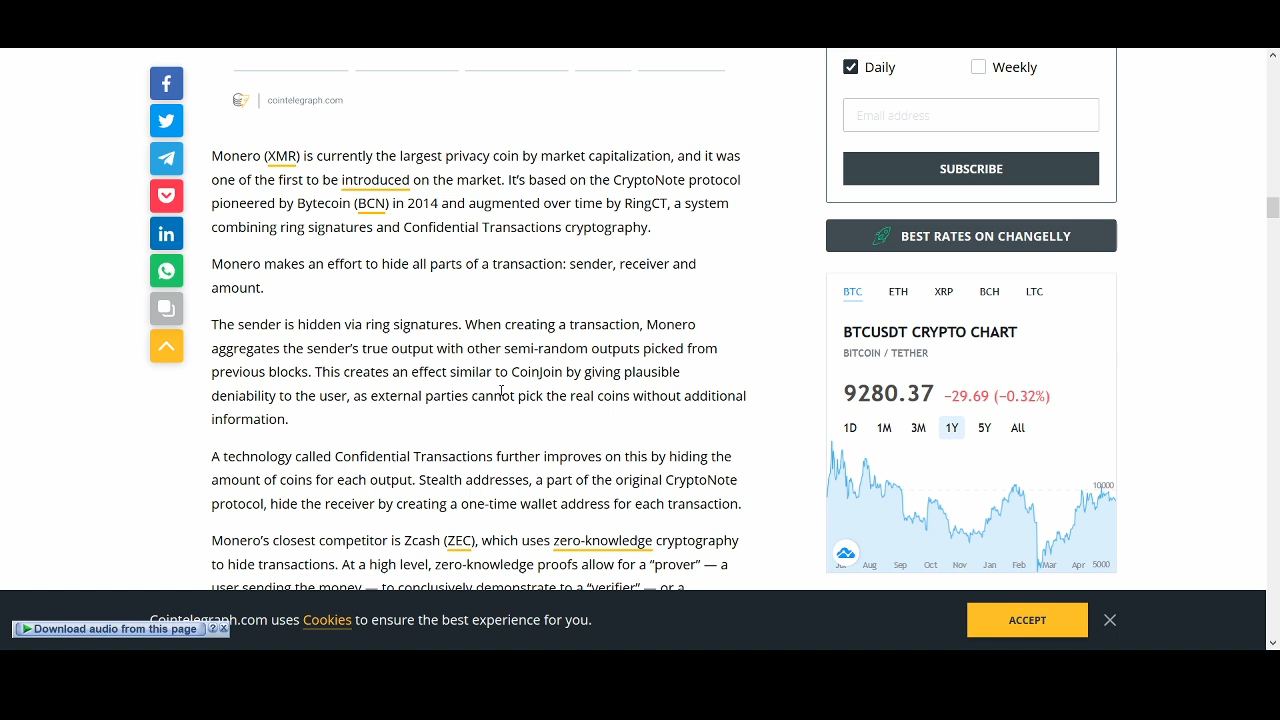 cointelegraph.com
Monero (XMR) is currently the largest privacy coin by market capitalization, and it was
one of the first to be introduced on the market. It’s based on the CryptoNote protocol
pioneered by Bytecoin (BCN) in 2014 and augmented over time by RingCT, a system
combining ring signatures and Confidential Transactions cryptography.
Monero makes an effort to hide all parts of a transaction: sender, receiver and
amount.
The sender is hidden via ring signatures. When creating a transaction, Monero
aggregates the sender’s true output with other semi-random outputs picked from
previous blocks. This creates an effect similar to CoinJoin by giving plausible
deniability to the user, as external parties cannot pick the real coins without additional
information.
A technology called Confidential Transactions further improves on this by hiding the
amount of coins for each output. Stealth addresses, a part of the original CryptoNote
protocol, hide the receiver by creating a one-time wallet address for each transaction.
Monero’s closest competitor is Zcash (ZEC), which uses zero-knowledge cryptography
to hide transactions. At a high level, zero-knowledge proofs allow for a “prover” — a
user sending the money — to conclusively demonstrate to a “verifier” — or a
Daily Weekly
Email address
SUBSCRIBE
BEST RATES ON CHANGELLY
BTC ETH XRP BCH LTC
BTCUSDT CRYPTO CHART
BITCOIN / TETHER
9280.37 −29.69 (−0.32%)
1D 1M 3M 1Y 5Y All
10000
Jul Aug Sep Oct Nov Jan Feb Mar Apr 5000
Cointelegraph.com uses Cookies to ensure the best experience for you.
ACCEPT
Download audio from this page ? X